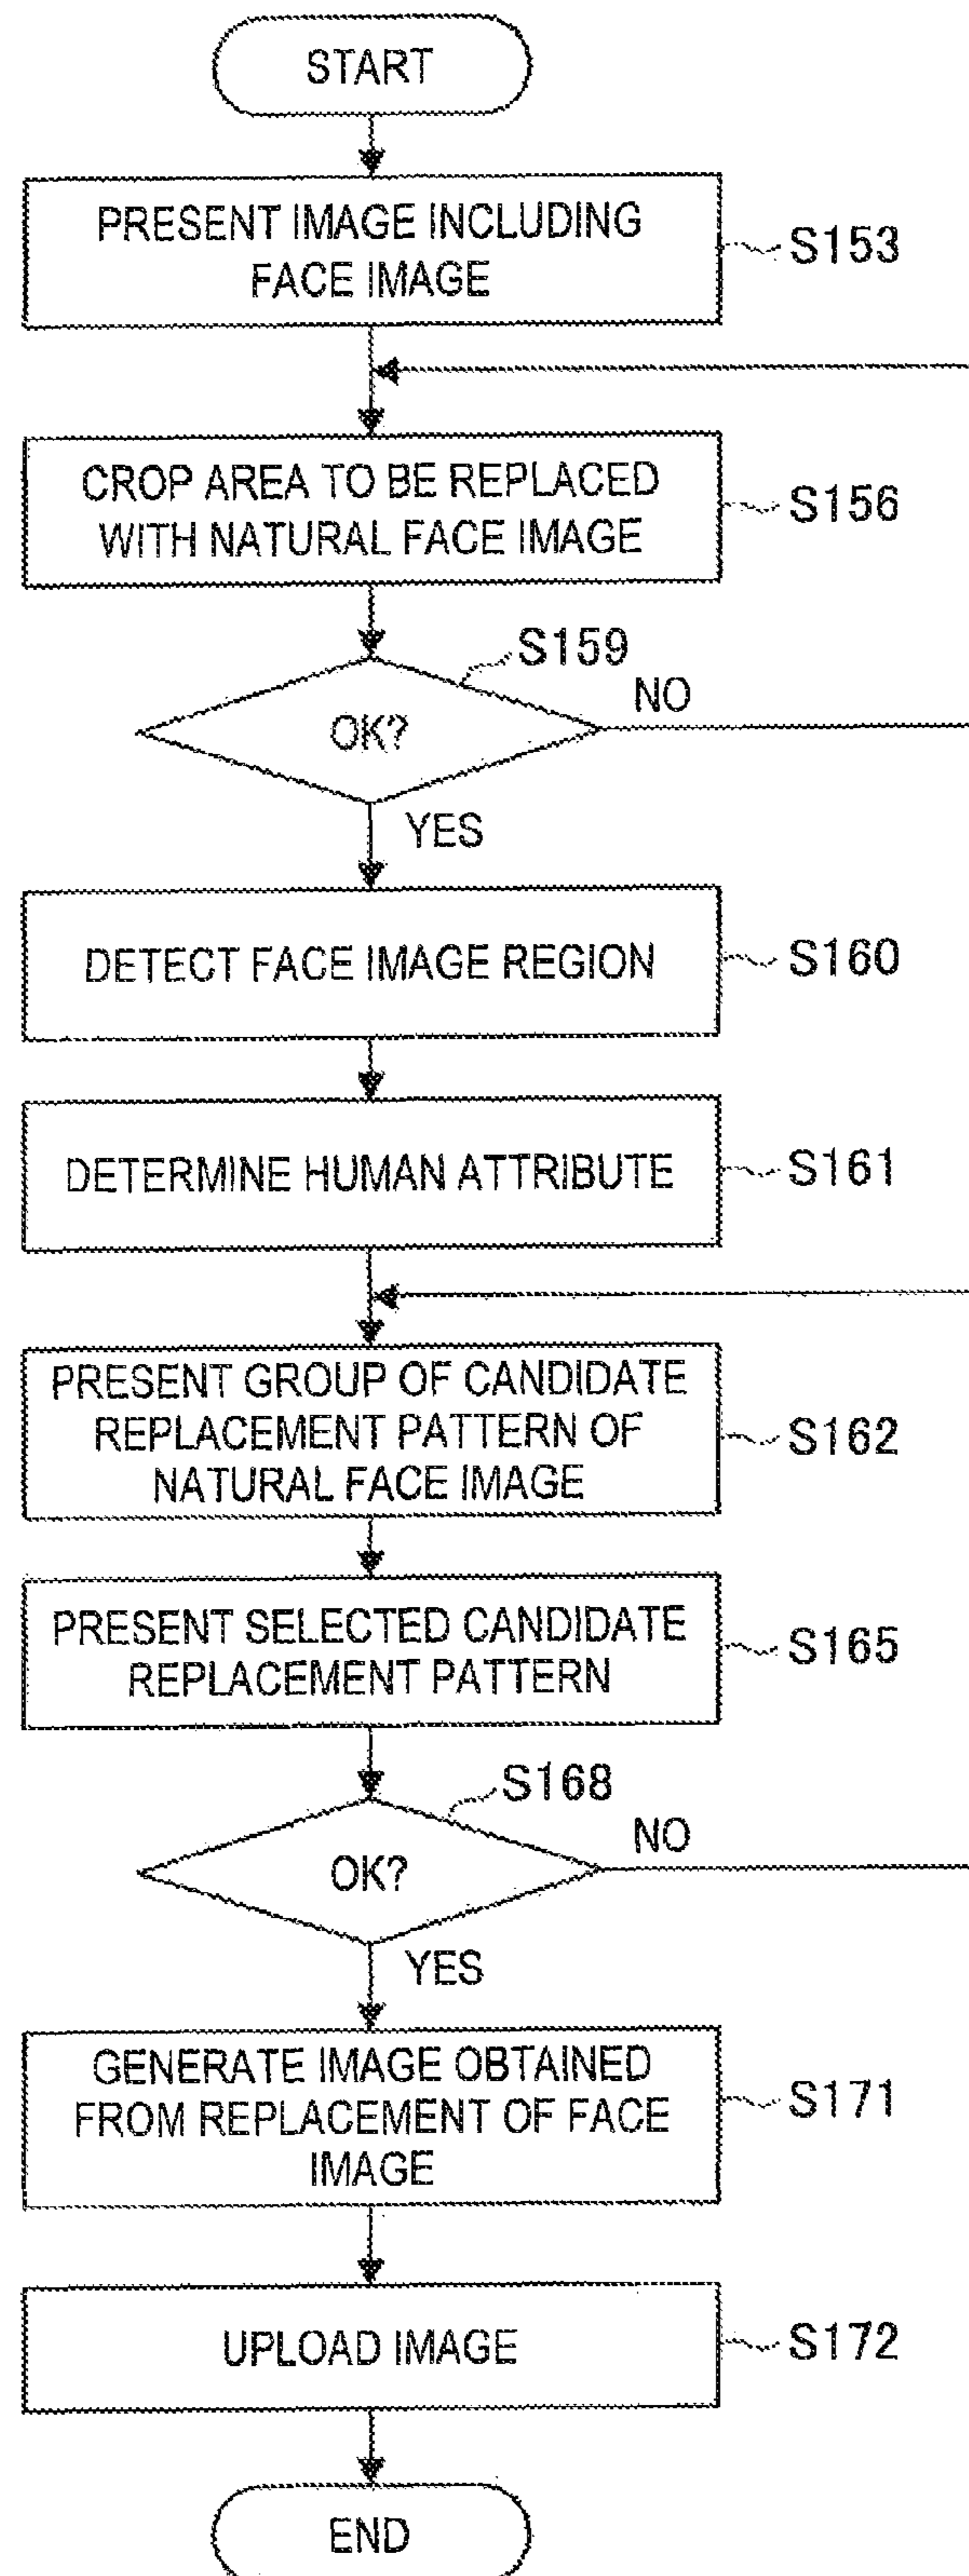 START
PRESENT IMAGE INCLUDING
FACE IMAGE
S153
CROP AREA TO BE REPLACED
WITH NATURAL FACE IMAGE
S156
S159
OK?
NO
YES
DETECT FACE IMAGE REGION
S160
DETERMINE HUMAN ATTRIBUTE
S161
PRESENT GROUP OF CANDIDATE
REPLACEMENT PATTERN OF
NATURAL FACE IMAGE
S162
PRESENT SELECTED CANDIDATE
REPLACEMENT PATTERN
S165
S168
OK?
NO
YES
GENERATE IMAGE OBTAINED
FROM REPLACEMENT OF FACE
IMAGE
S171
UPLOAD IMAGE
S172
END